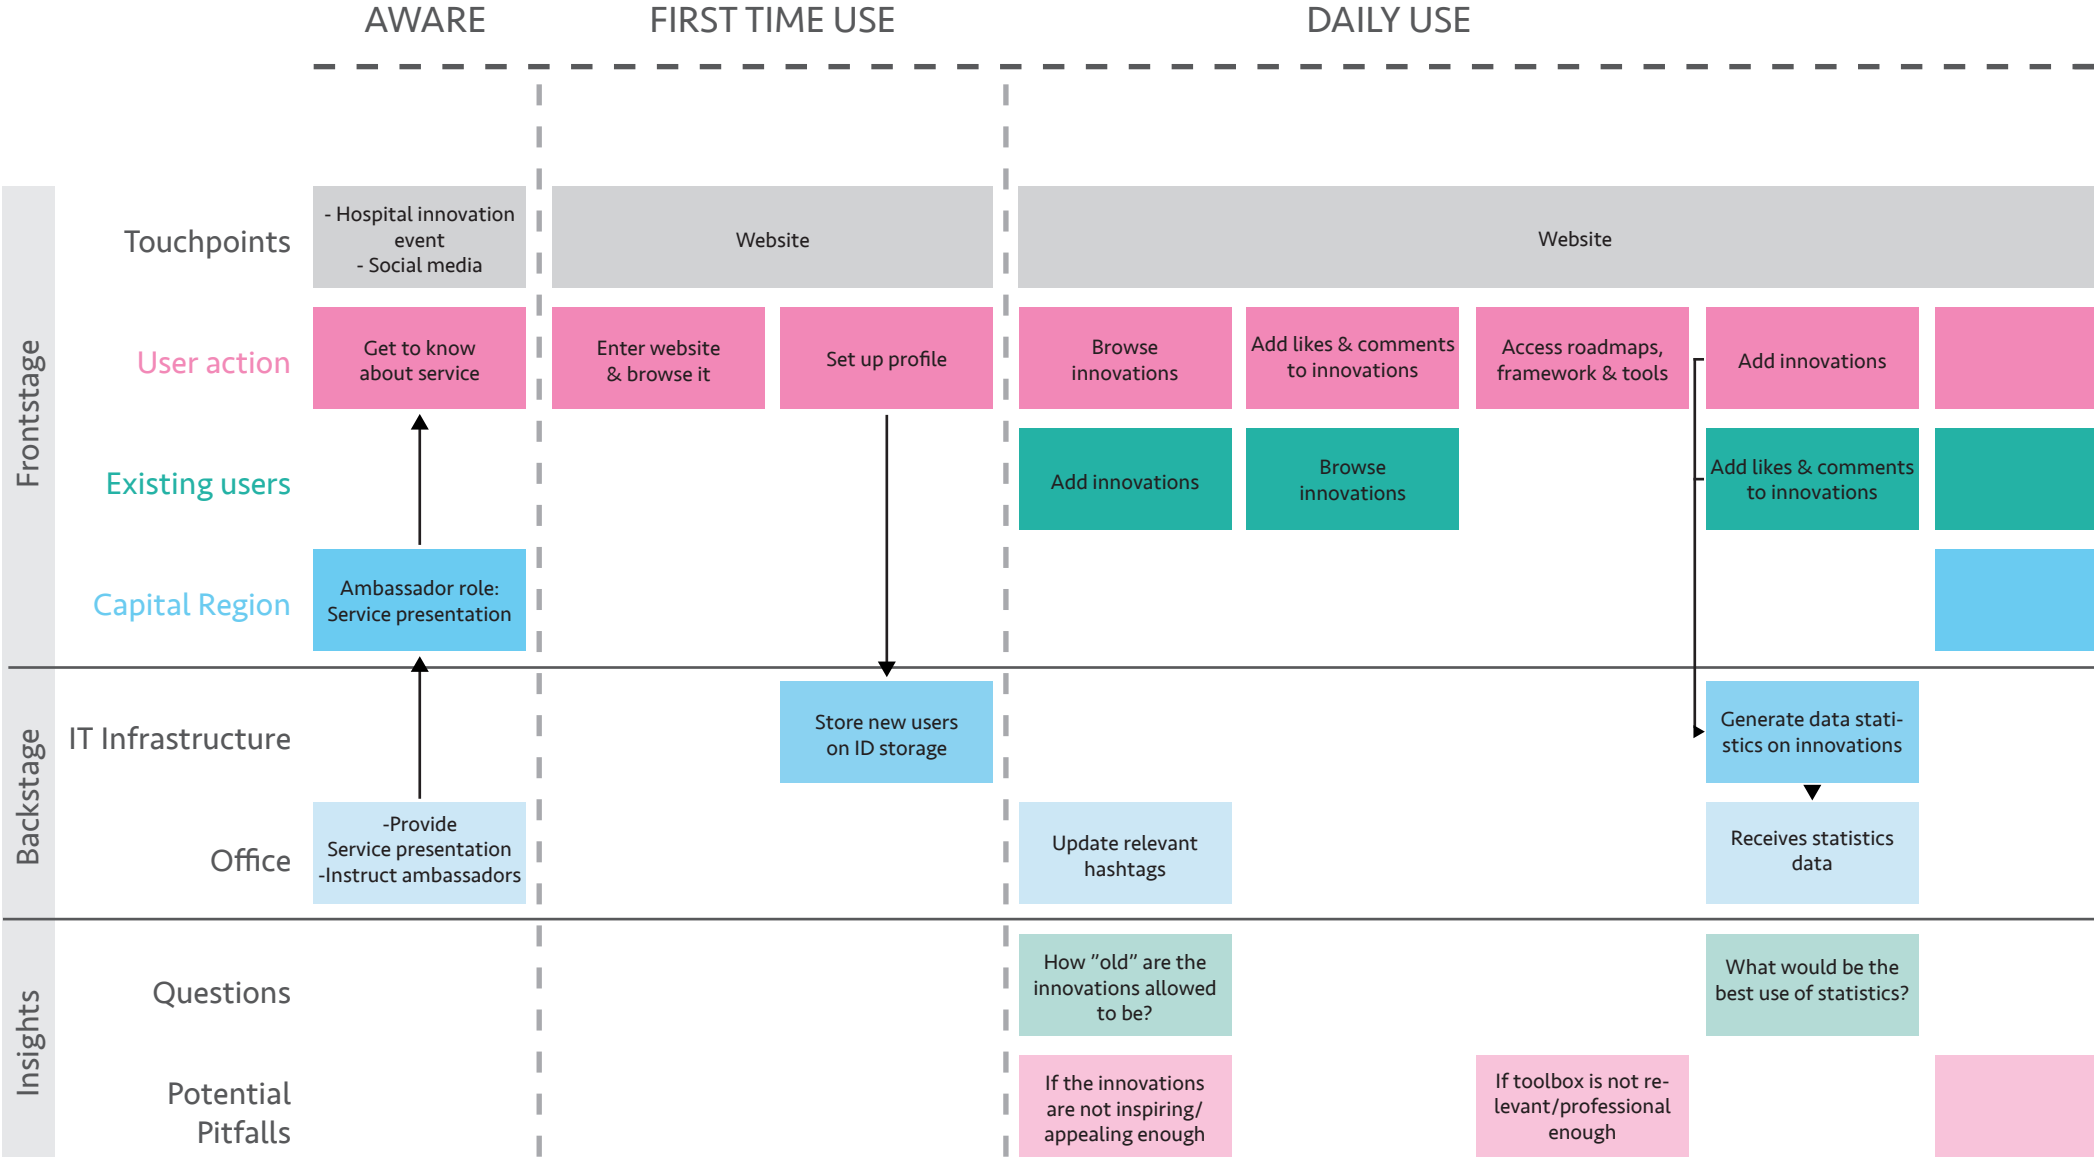 AWARE
FIRST TIME USE
DAILY USE
Frontstage
Touchpoints
- Hospital innovation
event
- Social media
Website
Website
User action
Get to know
about service
Enter website
& browse it
Set up profile
Browse
innovations
Add likes & comments
to innovations
Access roadmaps,
framework & tools
Add innovations
Existing users
Add innovations
Browse
innovations
Add likes & comments
to innovations
Capital Region
Ambassador role:
Service presentation
Backstage
IT Infrastructure
Store new users
on ID storage
Generate data stati-
stics on innovations
Office
-Provide
Service presentation
-Instruct ambassadors
Update relevant
hashtags
Receives statistics
data
Insights
Questions
How ”old” are the
innovations allowed
to be?
What would be the
best use of statistics?
Potential
Pitfalls
If the innovations
are not inspiring/
appealing enough
If toolbox is not re-
levant/professional
enough